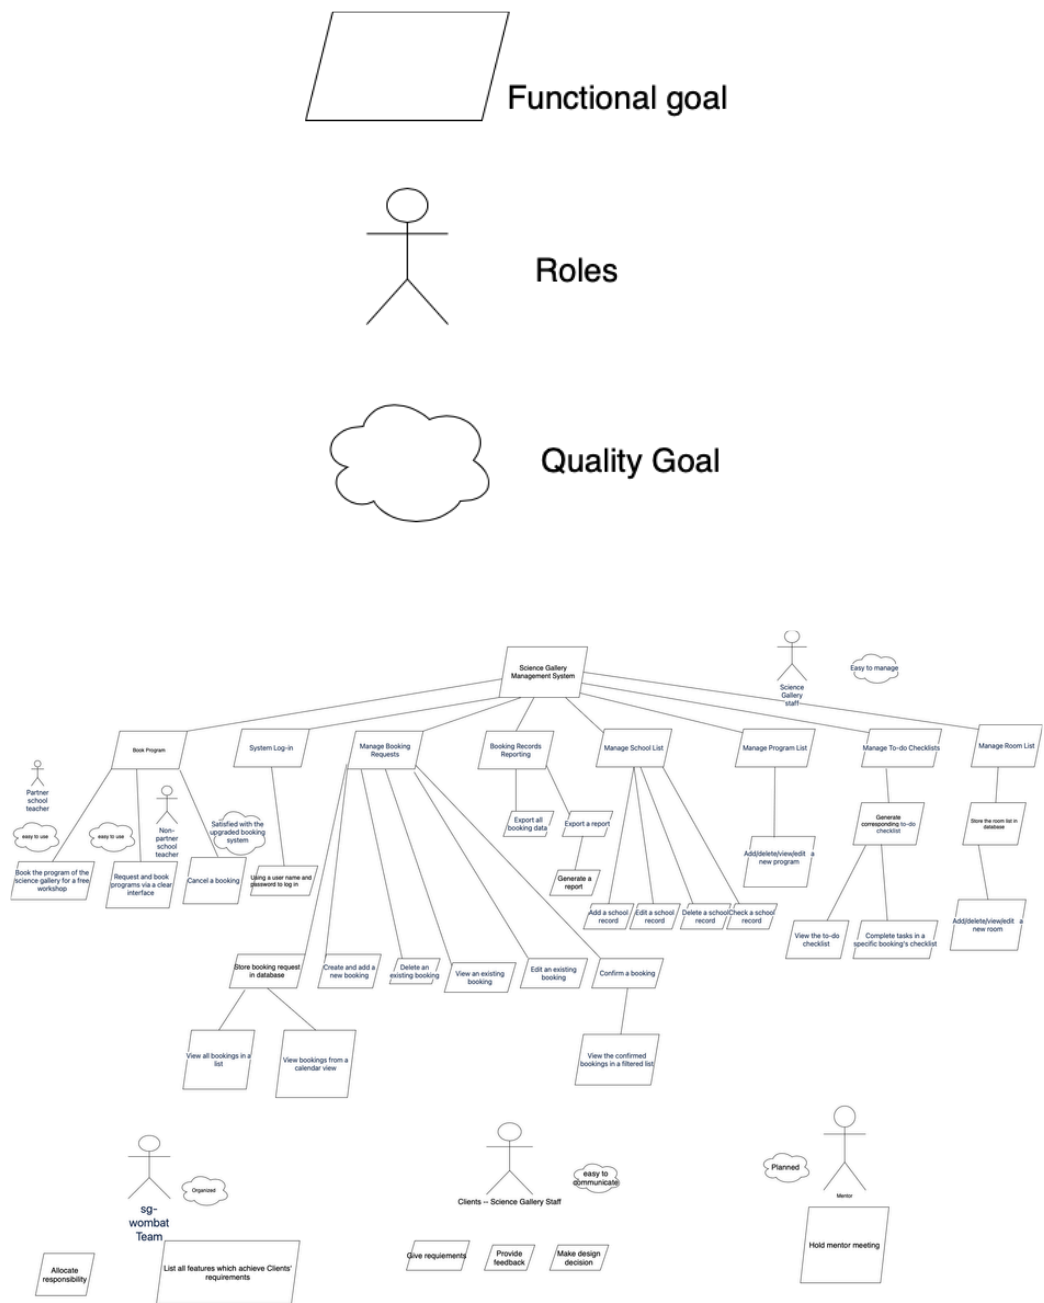 Functional goal
Roles
Quality Goal
Science Gallery
Management System
Science
Gallery
staff
Easy to manage
Book Program
System Log-in
Manage Booking
Requests
Booking Records
Reporting
Manage School List
Manage Program List
Manage To-do Checklists
Manage Room List
Partner
school
teacher
easy to use
easy to use
Non-
partner
school
teacher
Satisfied with the
upgraded booking
system
Book the program of the
science gallery for a free
workshop
Request and book
programs via a clear
interface
Cancel a booking
Using a user name and
password to log in
Export all
booking data
Export a report
Generate a
report
Add a school
record
Edit a school
record
Delete a school
record
Check a school
record
Add/delete/view/edit a
new program
Generate
corresponding to-do
checklist
View the to-do
checklist
Complete tasks in a
specific booking's checklist
Store the room list in
database
Add/delete/view/edit a
new room
Store booking request
in database
Create and add a
new booking
Delete an
existing booking
View an existing
booking
Edit an existing
booking
Confirm a booking
View all bookings in a
list
View bookings from a
calendar view
View the confirmed
bookings in a filtered list
sg-
wombat
Team
Organized
Allocate
responsibility
List all features which achieve Clients'
requirements
Clients -- Science Gallery Staff
easy to
communicate
Give requiements
Provide
feedback
Make design
decision
Planned
Mentor
Hold mentor meeting